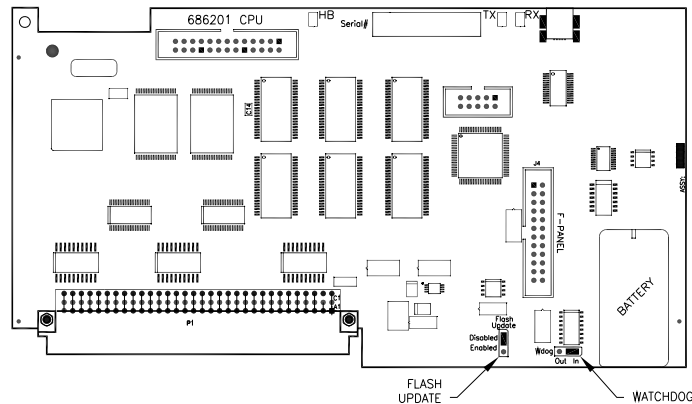 686201 CPU
HB
Serial#
TX
RX
C14
J4
F-PANEL
ASSY:
BATTERY
C1
A1
P1
Flash
Update
Disabled
Enabled
Wdog
Out In
FLASH
UPDATE
WATCHDOG